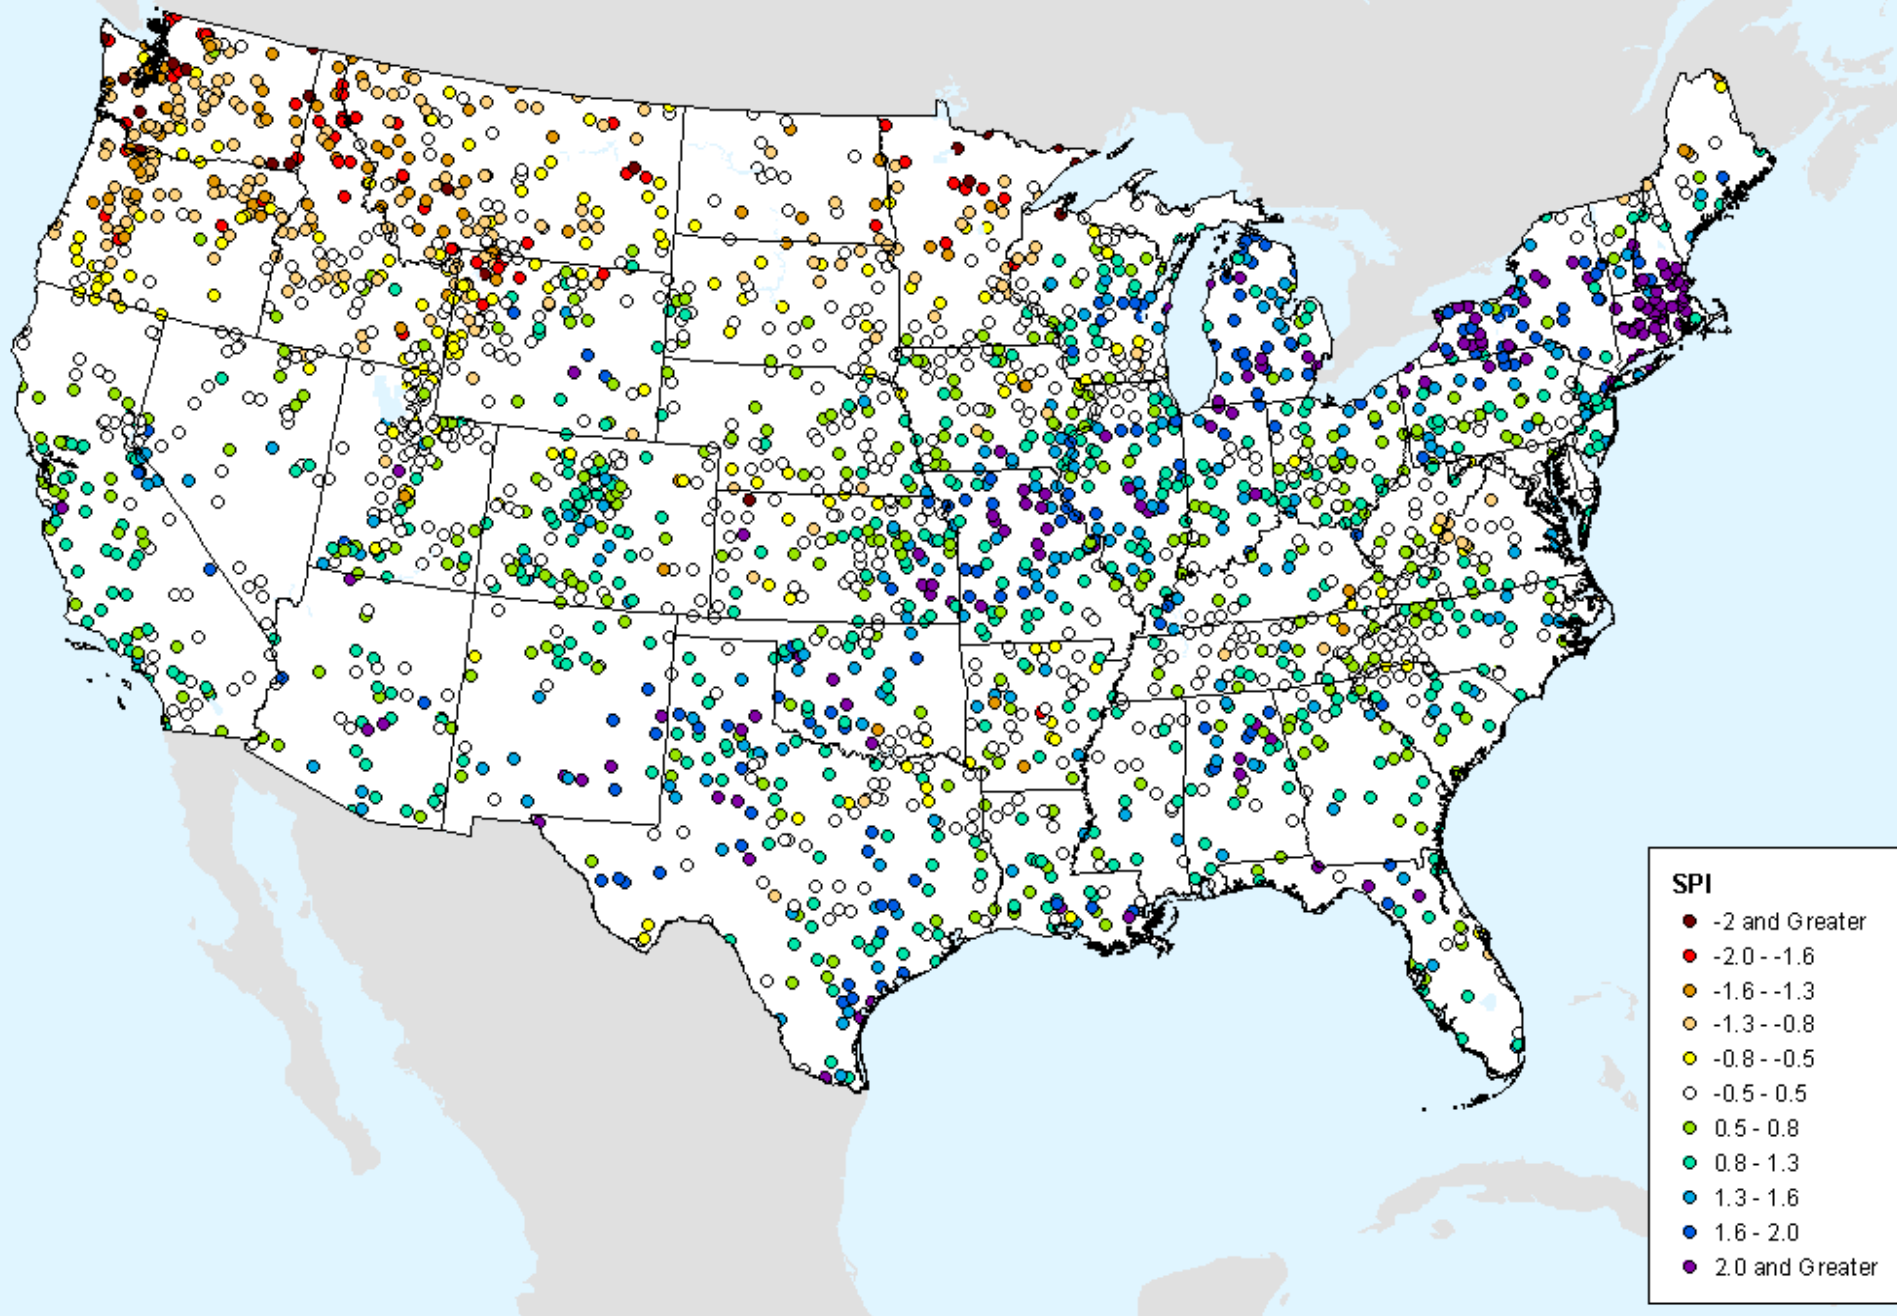 SPI
-2 and Greater
-2.0 - -1.6
-1.6 - -1.3
-1.3 - -0.8
-0.8 - -0.5
-0.5 - 0.5
0.5 - 0.8
0.8 - 1.3
1.3 - 1.6
1.6 - 2.0
2.0 and Greater